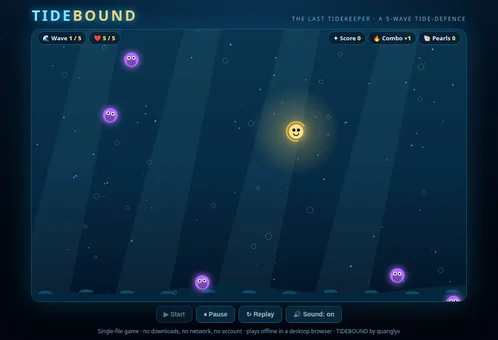 TIDEBOUND
THE LAST TIDEKEEPER · A 5-WAVE TIDE-DEFENCE
Wave 1 / 5
5 / 5
Score 0
Combo ×1
Pearls 0
Start
Pause
Replay
Sound: on
Single-file game · no downloads, no network, no account · plays offline in a desktop browser · TIDEBOUND by quanglyv